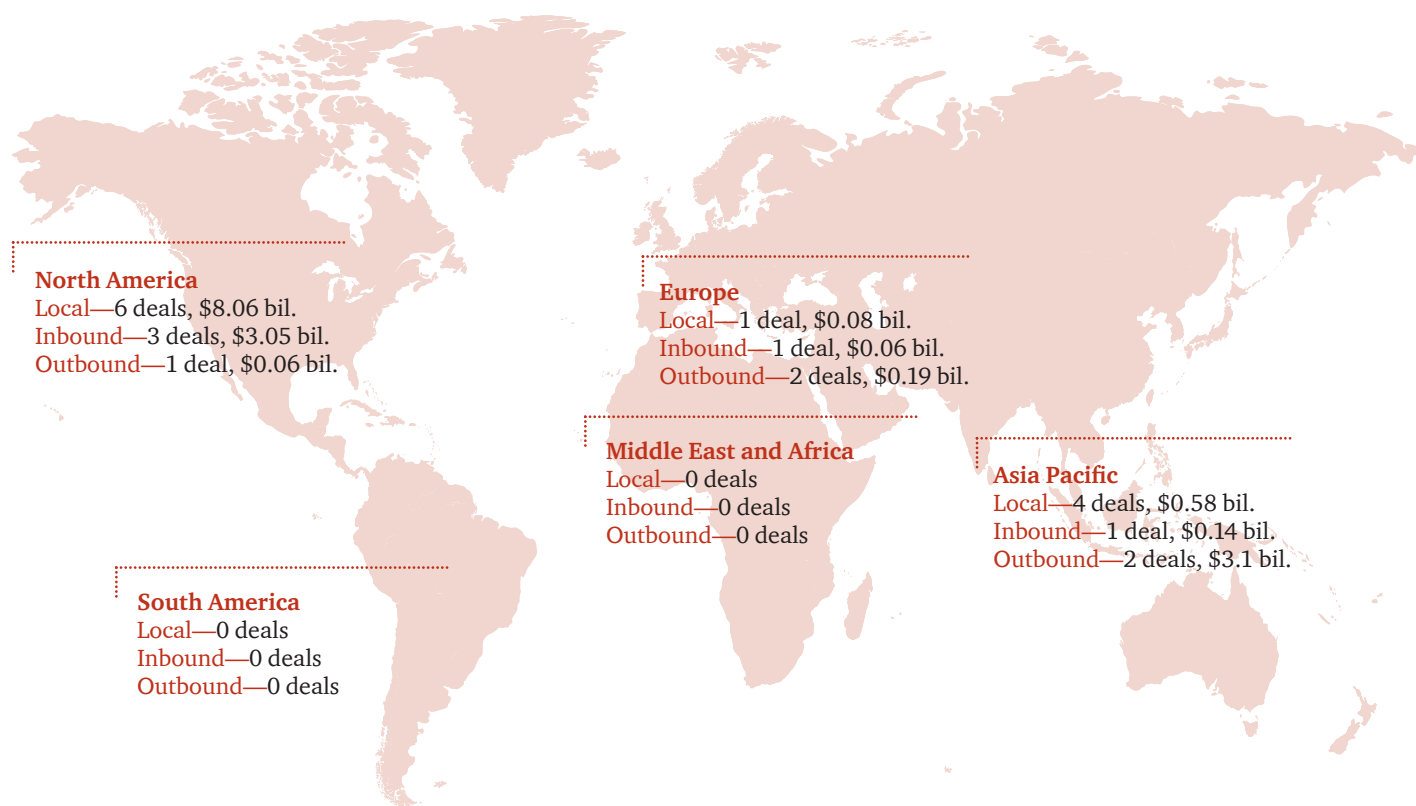 North America
Local—6 deals, $8.06 bil.
Inbound—3 deals, $3.05 bil.
Outbound—1 deal, $0.06 bil.
Europe
Local—1 deal, $0.08 bil.
Inbound—1 deal, $0.06 bil.
Outbound—2 deals, $0.19 bil.
Middle East and Africa
Local—0 deals
Inbound—0 deals
Outbound—0 deals
Asia Pacific
Local—4 deals, $0.58 bil.
Inbound—1 deal, $0.14 bil.
Outbound—2 deals, $3.1 bil.
South America
Local—0 deals
Inbound—0 deals
Outbound—0 deals